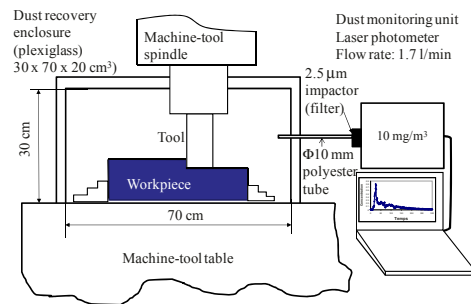 Dust recovery
enclosure
(plexiglass)
30 x 70 x 20 cm³)
Machine-tool
spindle
Dust monitoring unit
Laser photometer
Flow rate: 1.7 l/min
2.5 μm
impactor
(filter)
10 mg/m³
30 cm
Tool
Φ10 mm
polyester
tube
Workpiece
70 cm
Machine-tool table
Temps